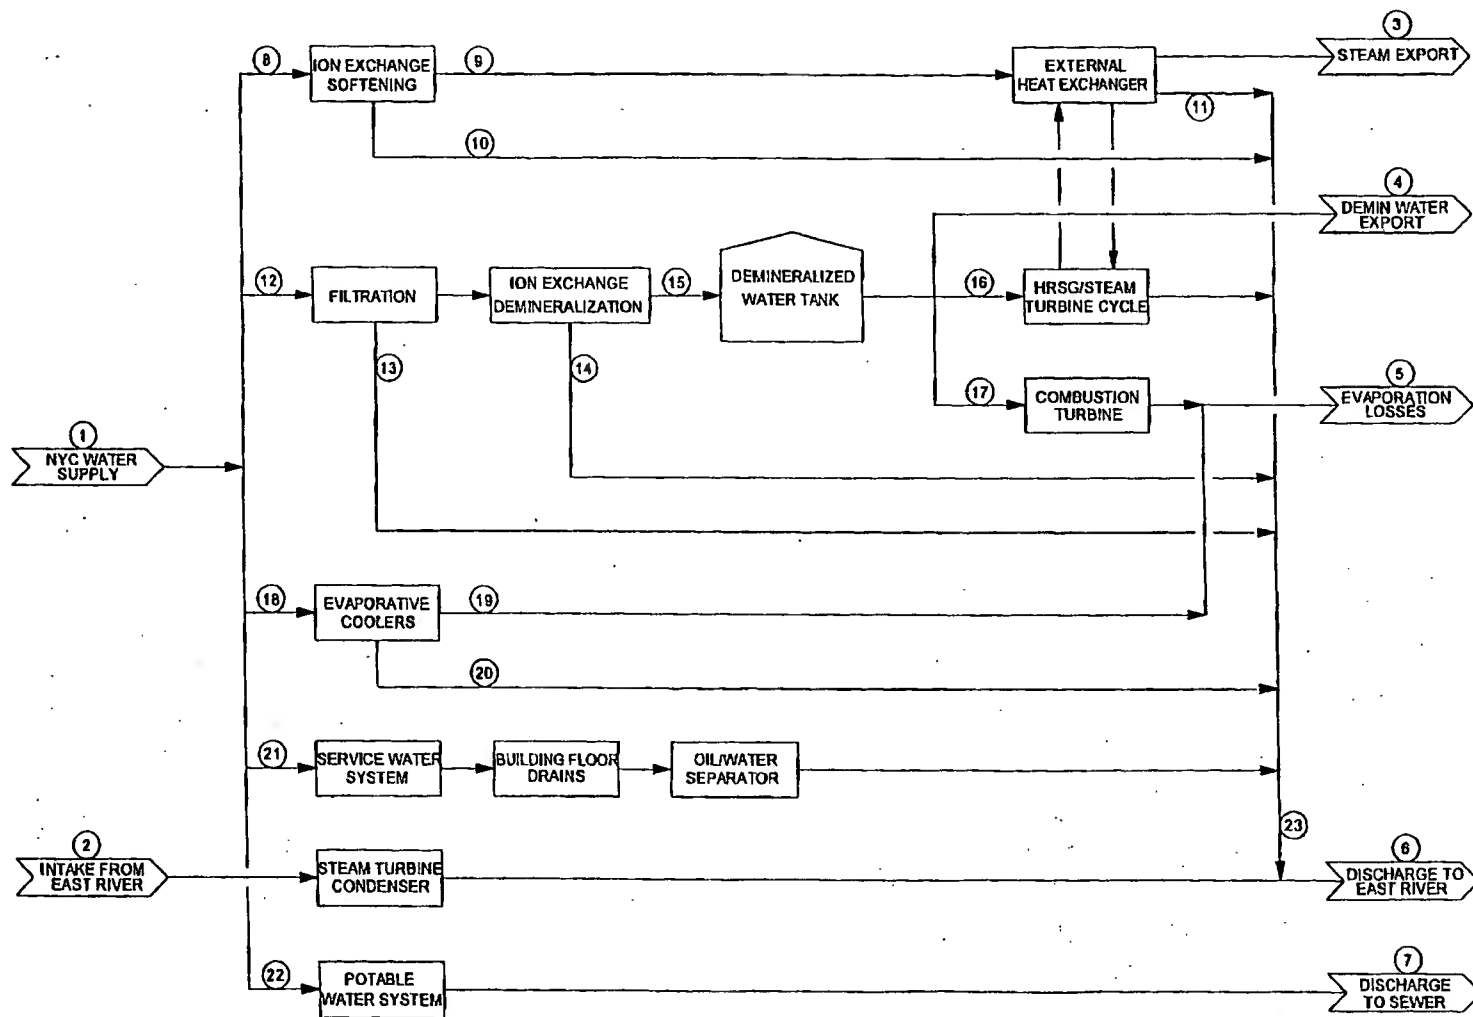 3
8
ION EXCHANGE
SOFTENING
9
EXTERNAL
HEAT EXCHANGER
STEAM EXPORT
11
10
4
DEMIN WATER
EXPORT
12
FILTRATION
ION EXCHANGE
DEMINERALIZATION
15
DEMINERALIZED
WATER TANK
16
HRSG/STEAM
TURBINE CYCLE
13
14
17
COMBUSTION
TURBINE
5
EVAPORATION
LOSSES
1
NYC WATER
SUPPLY
18
EVAPORATIVE
COOLERS
19
20
21
SERVICE WATER
SYSTEM
BUILDING FLOOR
DRAINS
OIL/WATER
SEPARATOR
23
2
INTAKE FROM
EAST RIVER
STEAM TURBINE
CONDENSER
6
DISCHARGE TO
EAST RIVER
22
POTABLE
WATER SYSTEM
7
DISCHARGE
TO SEWER